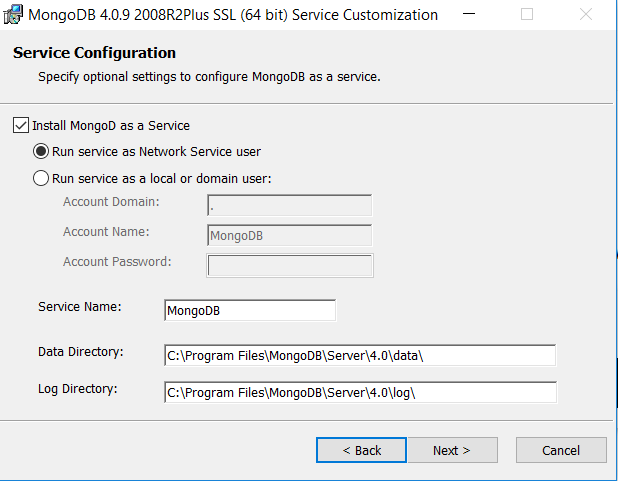 MongoDB 4.0.9 2008R2Plus SSL (64 bit) Service Customization
Service Configuration
Specify optional settings to configure MongoDB as a service.
Install MongoD as a Service
Run service as Network Service user
Run service as a local or domain user:
Account Domain: .
Account Name: MongoDB
Account Password:
Service Name: MongoDB
Data Directory: C:\Program Files\MongoDB\Server\4.0\data\
Log Directory: C:\Program Files\MongoDB\Server\4.0\log\
< Back Next > Cancel